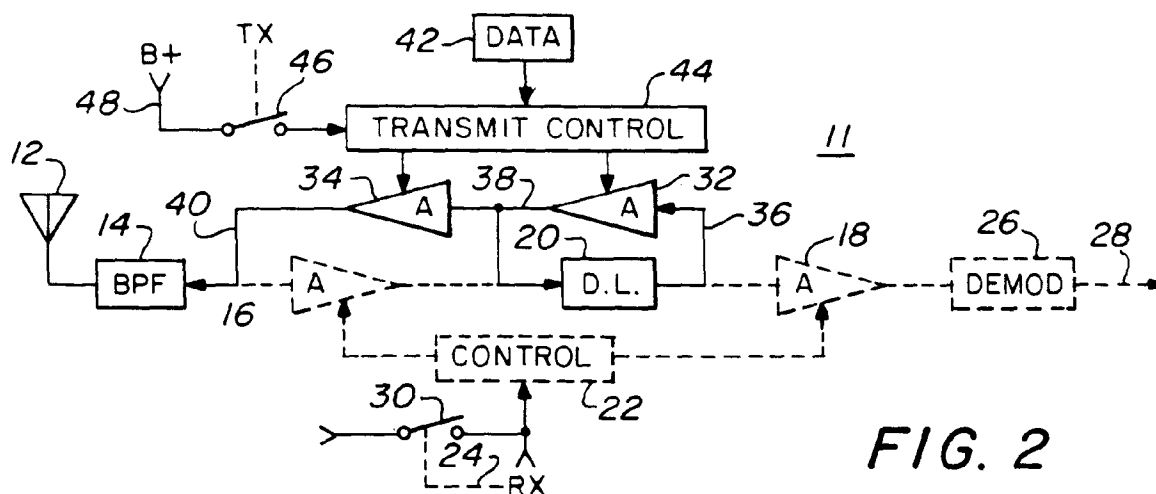 TX
42
DATA
B+
46
44
48
TRANSMIT CONTROL
11
12
34
38
32
A
A
40
36
14
20
18
26
28
BPF
16
A
D.L.
A
DEMOD
CONTROL
22
30
24
RX
FIG. 2